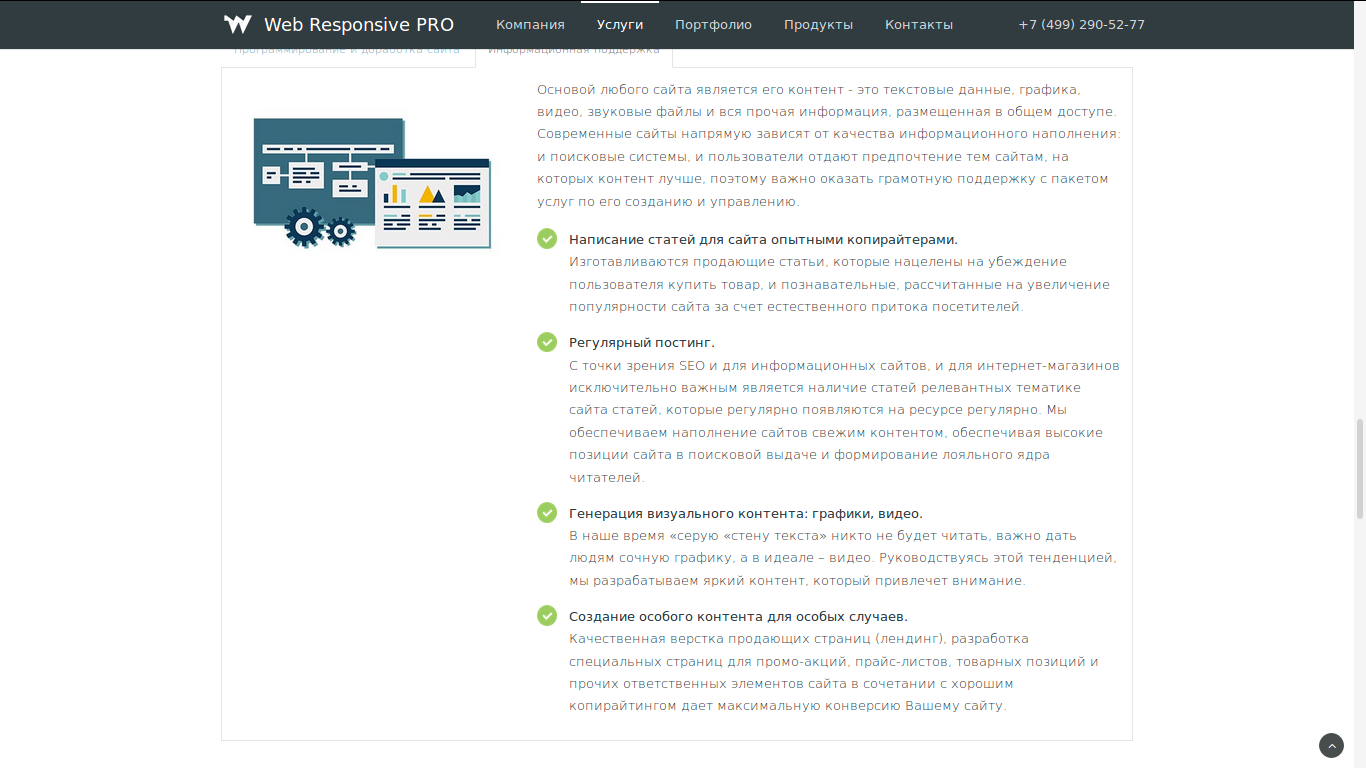 Web Responsive PRO
Компания
Услуги
Портфолио
Продукты
Контакты
+7 (499) 290-52-77
Программирование и доработка сайта
Информационная поддержка
Основой любого сайта является его контент - это текстовые данные, графика,
видео, звуковые файлы и вся прочая информация, размещенная в общем доступе.
Современные сайты напрямую зависят от качества информационного наполнения:
и поисковые системы, и пользователи отдают предпочтение тем сайтам, на
которых контент лучше, поэтому важно оказать грамотную поддержку с пакетом
услуг по его созданию и управлению.
Написание статей для сайта опытными копирайтерами.
Изготавливаются продающие статьи, которые нацелены на убеждение
пользователя купить товар, и познавательные, рассчитанные на увеличение
популярности сайта за счет естественного притока посетителей.
Регулярный постинг.
С точки зрения SEO и для информационных сайтов, и для интернет-магазинов
исключительно важным является наличие статей релевантных тематике
сайта статей, которые регулярно появляются на ресурсе регулярно. Мы
обеспечиваем наполнение сайтов свежим контентом, обеспечивая высокие
позиции сайта в поисковой выдаче и формирование лояльного ядра
читателей.
Генерация визуального контента: графики, видео.
В наше время «серую «стену текста» никто не будет читать, важно дать
людям сочную графику, а в идеале – видео. Руководствуясь этой тенденцией,
мы разрабатываем яркий контент, который привлечет внимание.
Создание особого контента для особых случаев.
Качественная верстка продающих страниц (лендинг), разработка
специальных страниц для промо-акций, прайс-листов, товарных позиций и
прочих ответственных элементов сайта в сочетании с хорошим
копирайтингом дает максимальную конверсию Вашему сайту.